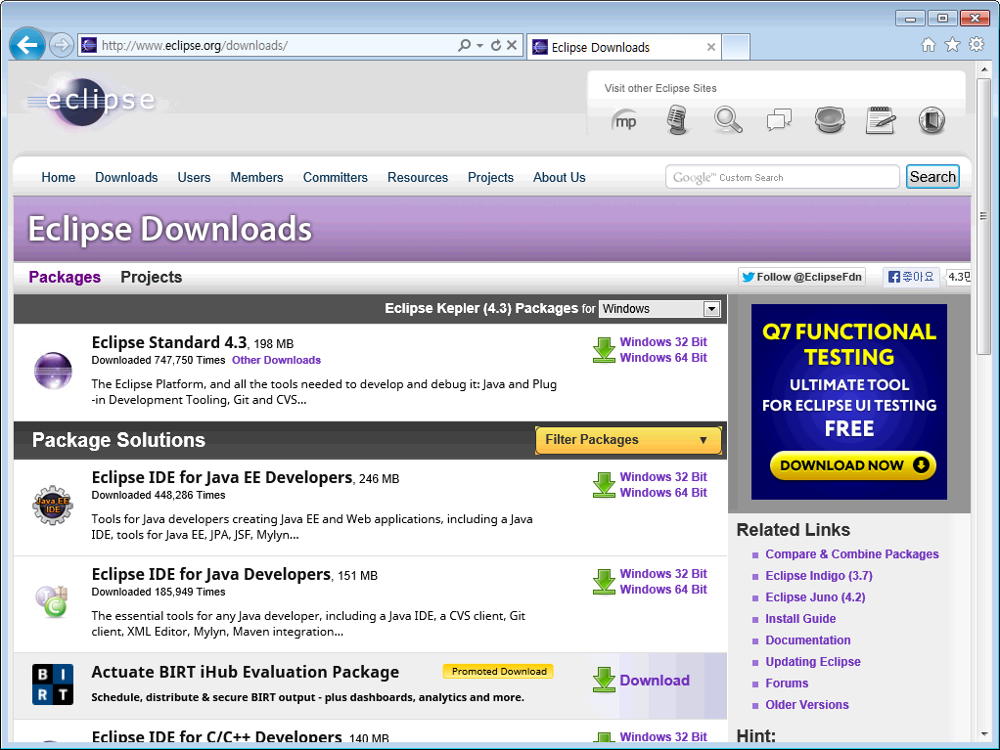 http://www.eclipse.org/downloads/
Eclipse Downloads
eclipse
Visit other Eclipse Sites
mp
Home Downloads Users Members Committers Resources Projects About Us
Google™ Custom Search
Search
Eclipse Downloads
Packages Projects
Follow @EclipseFdn
좋아요
4.3만
Eclipse Kepler (4.3) Packages for Windows
Eclipse Standard 4.3, 198 MB
Downloaded 747,750 Times Other Downloads
The Eclipse Platform, and all the tools needed to develop and debug it: Java and Plug
-in Development Tooling, Git and CVS...
Windows 32 Bit
Windows 64 Bit
Package Solutions
Filter Packages
Java EE
IDE
Eclipse IDE for Java EE Developers, 246 MB
Downloaded 448,286 Times
Tools for Java developers creating Java EE and Web applications, including a Java
IDE, tools for Java EE, JPA, JSF, Mylyn...
Windows 32 Bit
Windows 64 Bit
C
Eclipse IDE for Java Developers, 151 MB
Downloaded 185,949 Times
The essential tools for any Java developer, including a Java IDE, a CVS client, Git
client, XML Editor, Mylyn, Maven integration...
Windows 32 Bit
Windows 64 Bit
B I
R T
Actuate BIRT iHub Evaluation Package
Promoted Download
Schedule, distribute & secure BIRT output - plus dashboards, analytics and more.
Download
Eclipse IDE for C/C++ Developers, 140 MB
Windows 32 Bit
Q7 FUNCTIONAL
TESTING
ULTIMATE TOOL
FOR ECLIPSE UI TESTING
FREE
DOWNLOAD NOW
Related Links
Compare & Combine Packages
Eclipse Indigo (3.7)
Eclipse Juno (4.2)
Install Guide
Documentation
Updating Eclipse
Forums
Older Versions
Hint: